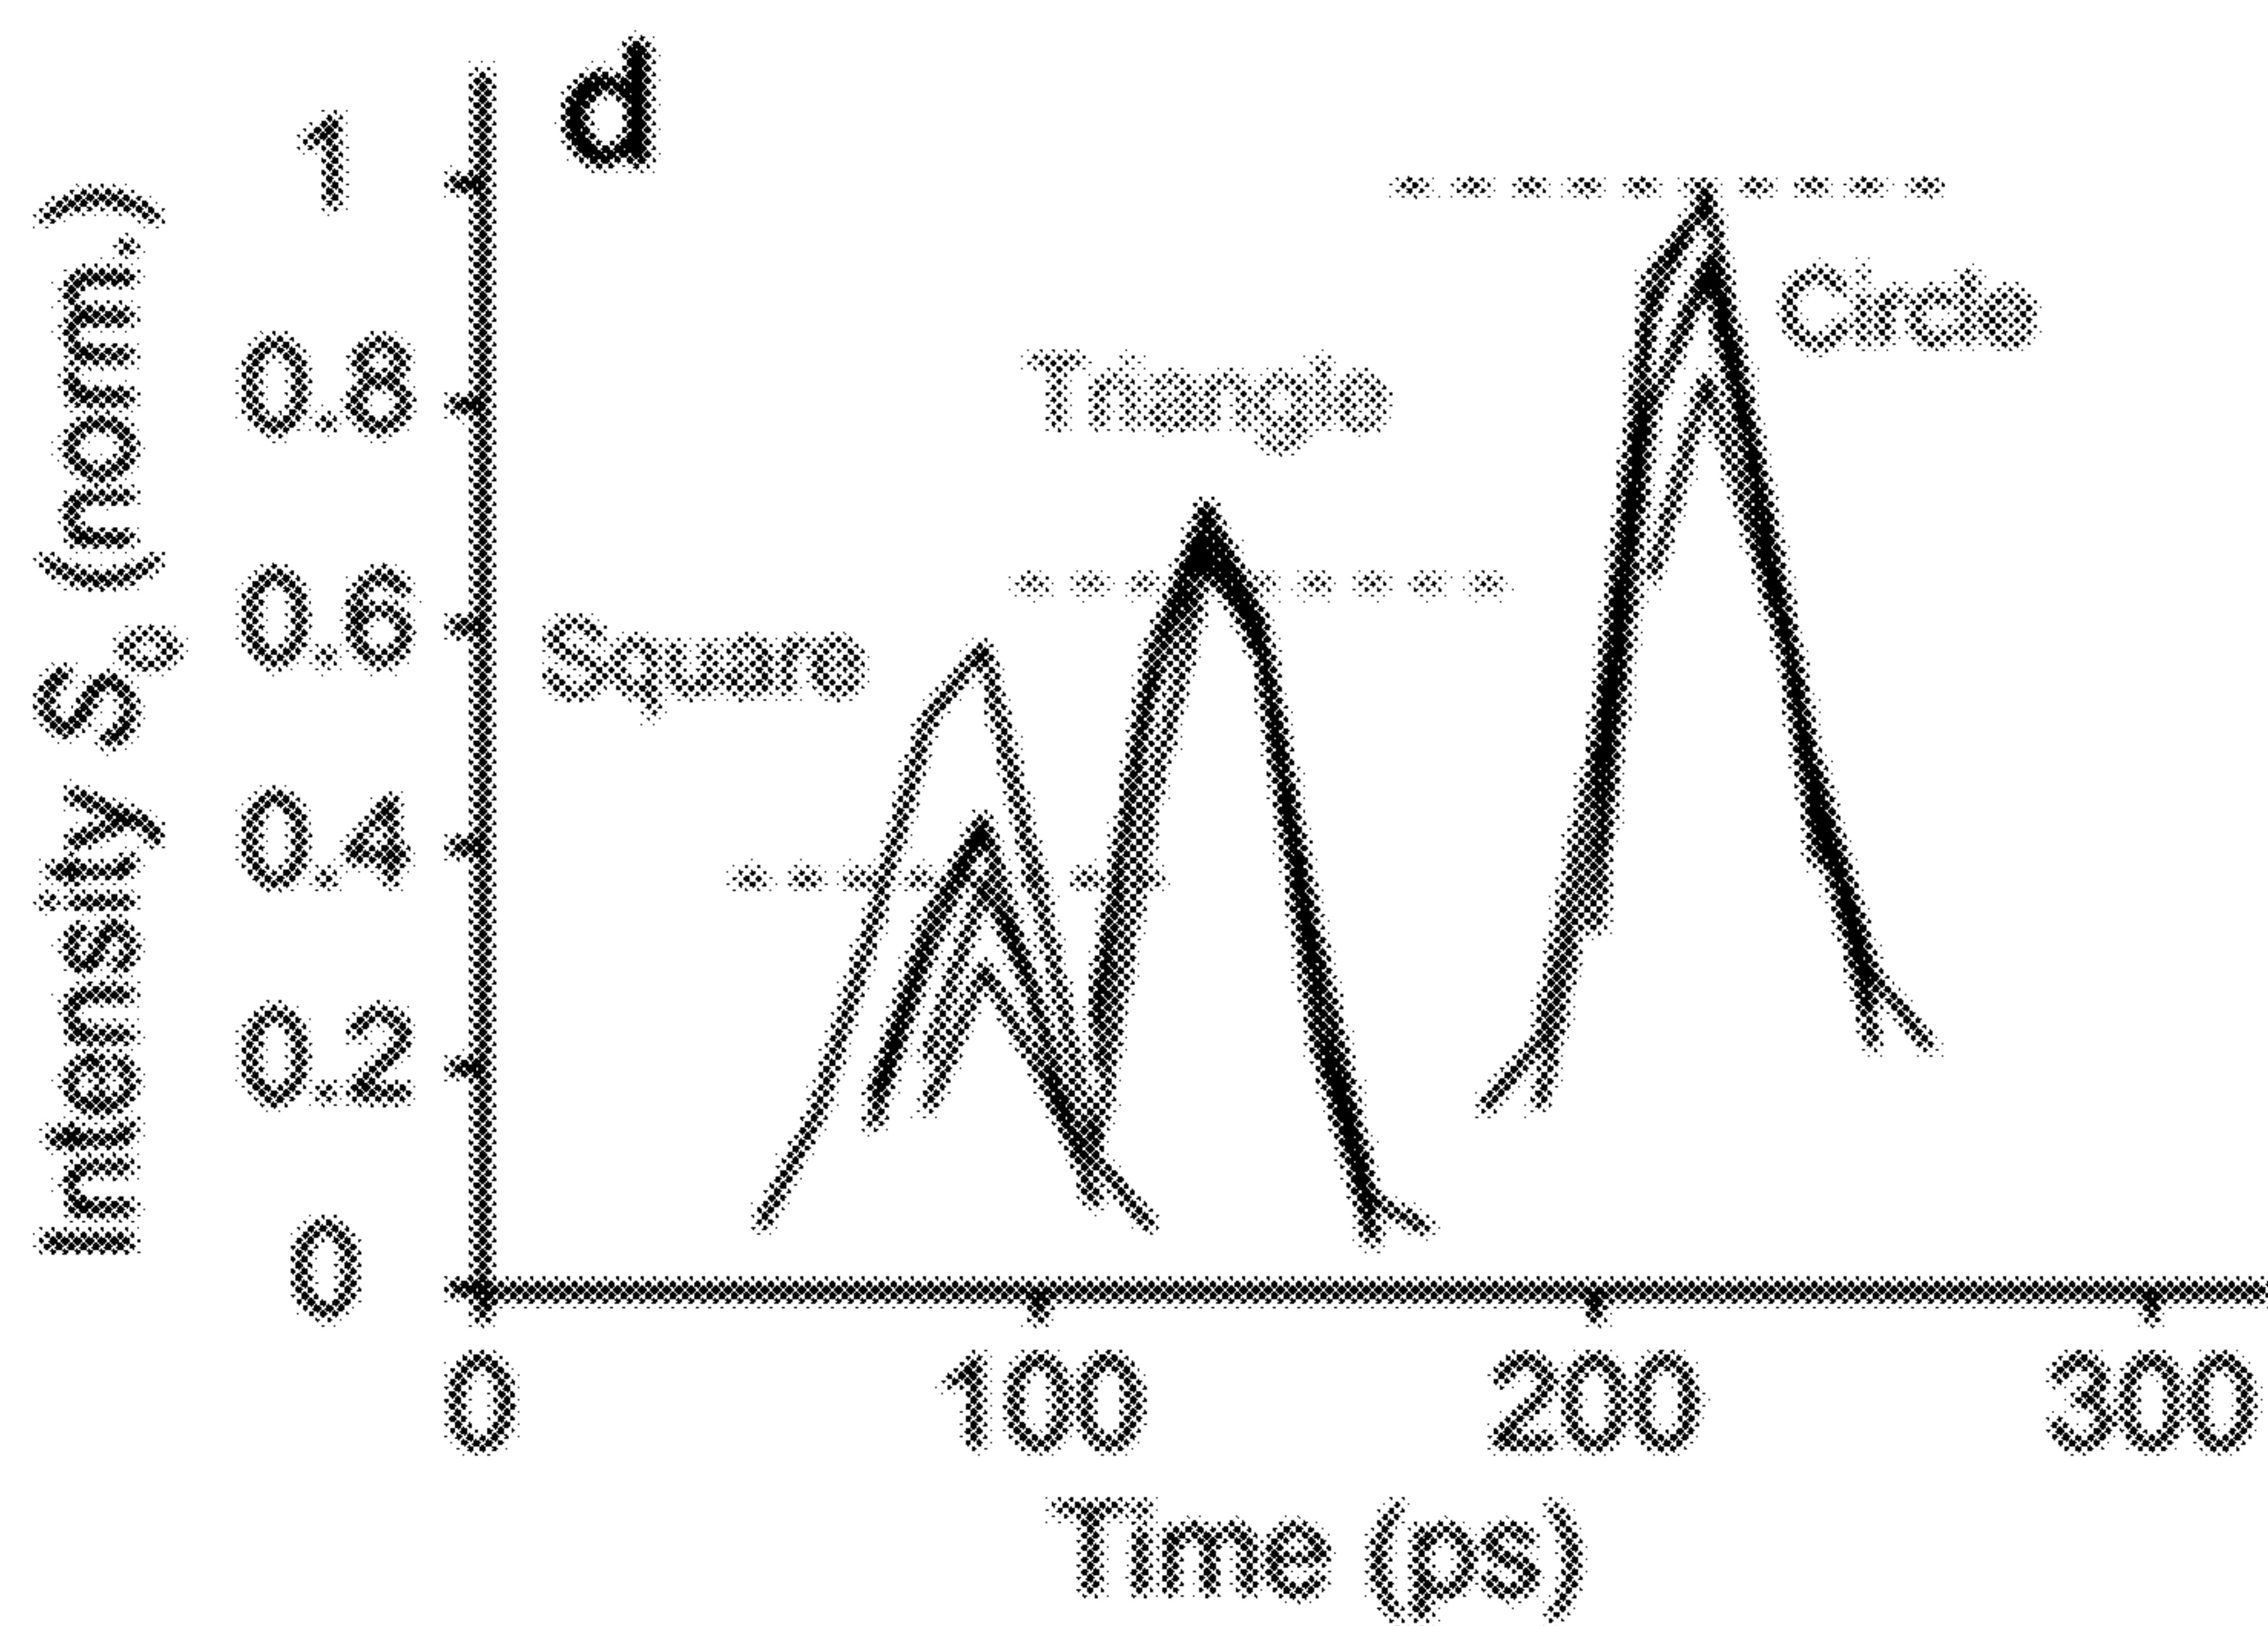 d
Intensity S₀ (norm.)
1
0.8
0.6
0.4
0.2
0
Circle
Triangle
Square
0 100 200 300
Time (ps)